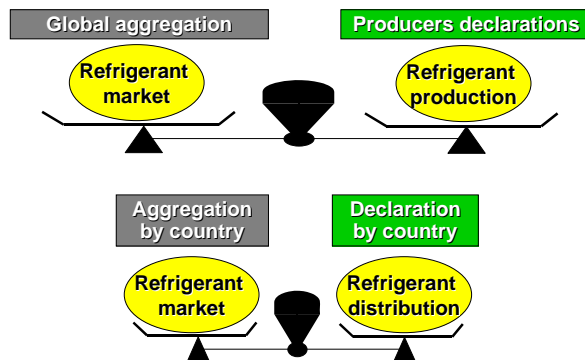 Global aggregation
Producers declarations
Refrigerant
market
Refrigerant
production
Aggregation
by country
Declaration
by country
Refrigerant
market
Refrigerant
distribution